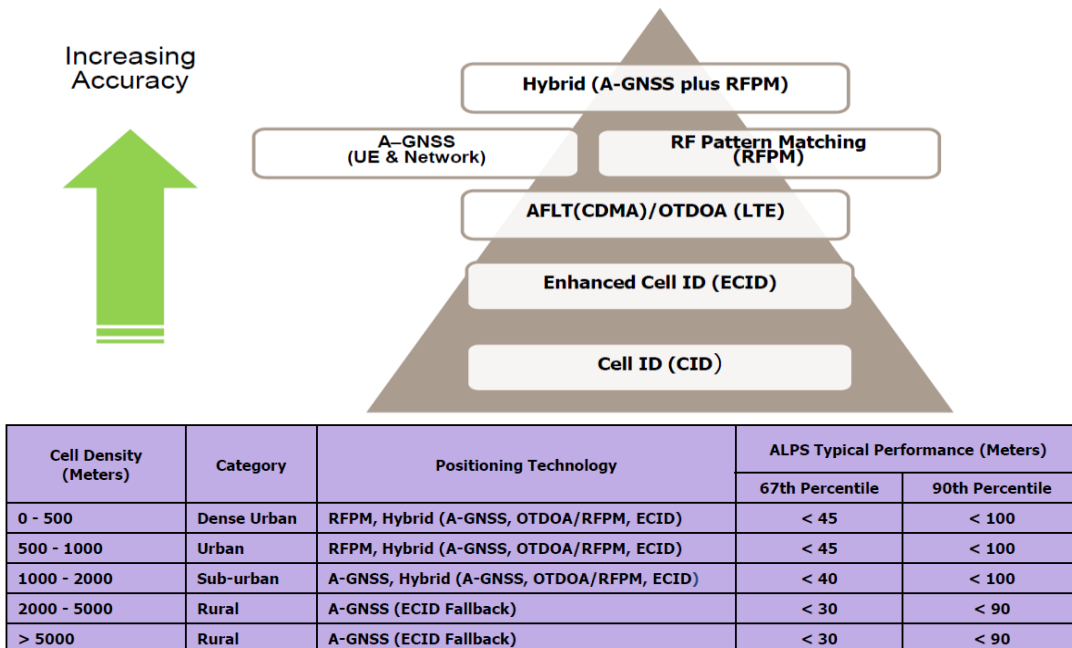 Increasing
Accuracy
Hybrid (A-GNSS plus RFPM)
A–GNSS
(UE & Network)
RF Pattern Matching
(RFPM)
AFLT(CDMA)/OTDOA (LTE)
Enhanced Cell ID (ECID)
Cell ID (CID)
Cell Density
(Meters)
Category
Positioning Technology
ALPS Typical Performance (Meters)
67th Percentile
90th Percentile
0 - 500 Dense Urban RFPM, Hybrid (A-GNSS, OTDOA/RFPM, ECID) < 45 < 100
500 - 1000 Urban RFPM, Hybrid (A-GNSS, OTDOA/RFPM, ECID) < 45 < 100
1000 - 2000 Sub-urban A-GNSS, Hybrid (A-GNSS, OTDOA/RFPM, ECID) < 40 < 100
2000 - 5000 Rural A-GNSS (ECID Fallback) < 30 < 90
> 5000 Rural A-GNSS (ECID Fallback) < 30 < 90